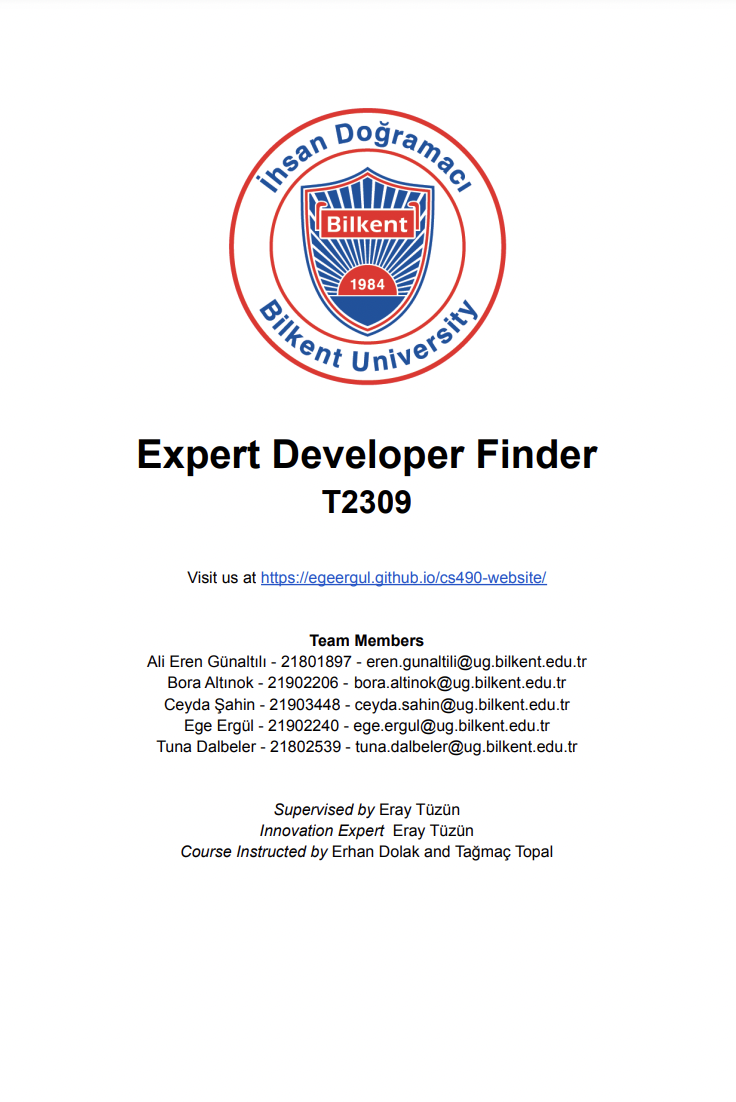 İhsan Doğramacı
Bilkent
1984
Bilkent University
Expert Developer Finder
T2309
Visit us at https://egeergul.github.io/cs490-website/
Team Members
Ali Eren Günaltılı - 21801897 - eren.gunaltili@ug.bilkent.edu.tr
Bora Altınok - 21902206 - bora.altinok@ug.bilkent.edu.tr
Ceyda Şahin - 21903448 - ceyda.sahin@ug.bilkent.edu.tr
Ege Ergül - 21902240 - ege.ergul@ug.bilkent.edu.tr
Tuna Dalbeler - 21802539 - tuna.dalbeler@ug.bilkent.edu.tr
Supervised by Eray Tüzün
Innovation Expert  Eray Tüzün
Course Instructed by Erhan Dolak and Tağmaç Topal